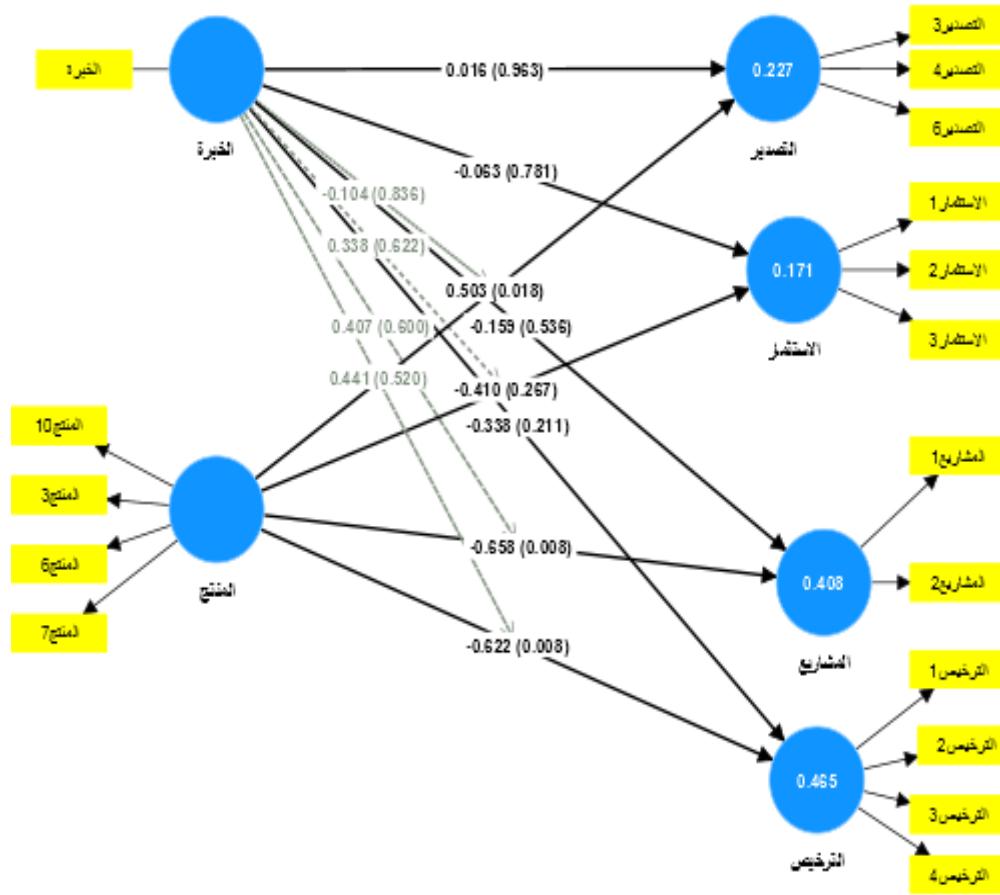 الخبرة
الخبرة
0.016 (0.963)
0.227
التصدير
التصدير3
التصدير4
التصدير6
-0.063 (0.781)
-0.104 (0.836)
0.338 (0.622)
0.503 (0.018)
-0.159 (0.536)
0.407 (0.600)
0.441 (0.520)
-0.410 (0.267)
-0.338 (0.211)
0.171
الاستثمار
الاستثمار1
الاستثمار2
الاستثمار3
المنتج10
المنتج3
المنتج6
المنتج7
المنتج
-0.658 (0.008)
-0.622 (0.008)
0.408
المشاريع
المشاريع1
المشاريع2
0.465
الترخيص
الترخيص1
الترخيص2
الترخيص3
الترخيص4